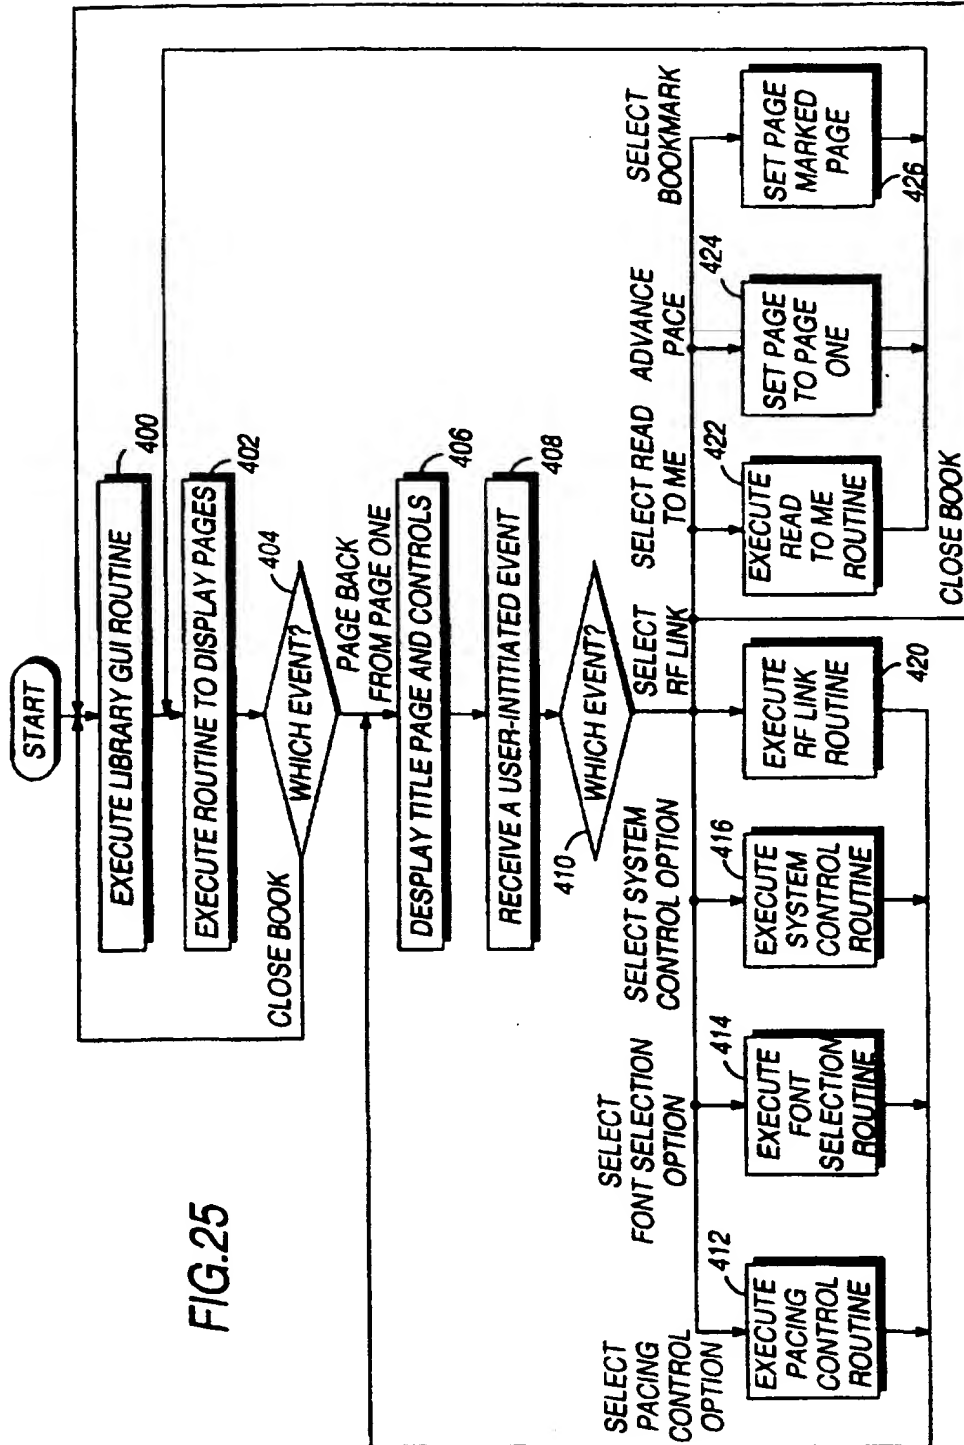 START
EXECUTE LIBRARY GUI ROUTINE
400
EXECUTE ROUTINE TO DISPLAY PAGES
402
WHICH EVENT?
404
CLOSE BOOK
PAGE BACK
FROM PAGE ONE
DESPLAY TITLE PAGE AND CONTROLS
406
RECEIVE A USER-INTITIATED EVENT
408
WHICH EVENT?
410
SELECT
PACING
CONTROL
OPTION
SELECT
FONT SELECTION
OPTION
SELECT SYSTEM
CONTROL OPTION
SELECT
RF LINK
SELECT READ
TO ME
ADVANCE
PACE
SELECT
BOOKMARK
EXECUTE
PACING
CONTROL
ROUTINE
412
EXECUTE
FONT
SELECTION
ROUTINE
414
EXECUTE
SYSTEM
CONTROL
ROUTINE
416
EXECUTE
RF LINK
ROUTINE
420
EXECUTE
READ
TO ME
ROUTINE
422
SET PAGE
TO PAGE
ONE
424
SET PAGE
MARKED
PAGE
426
CLOSE BOOK
FIG.25